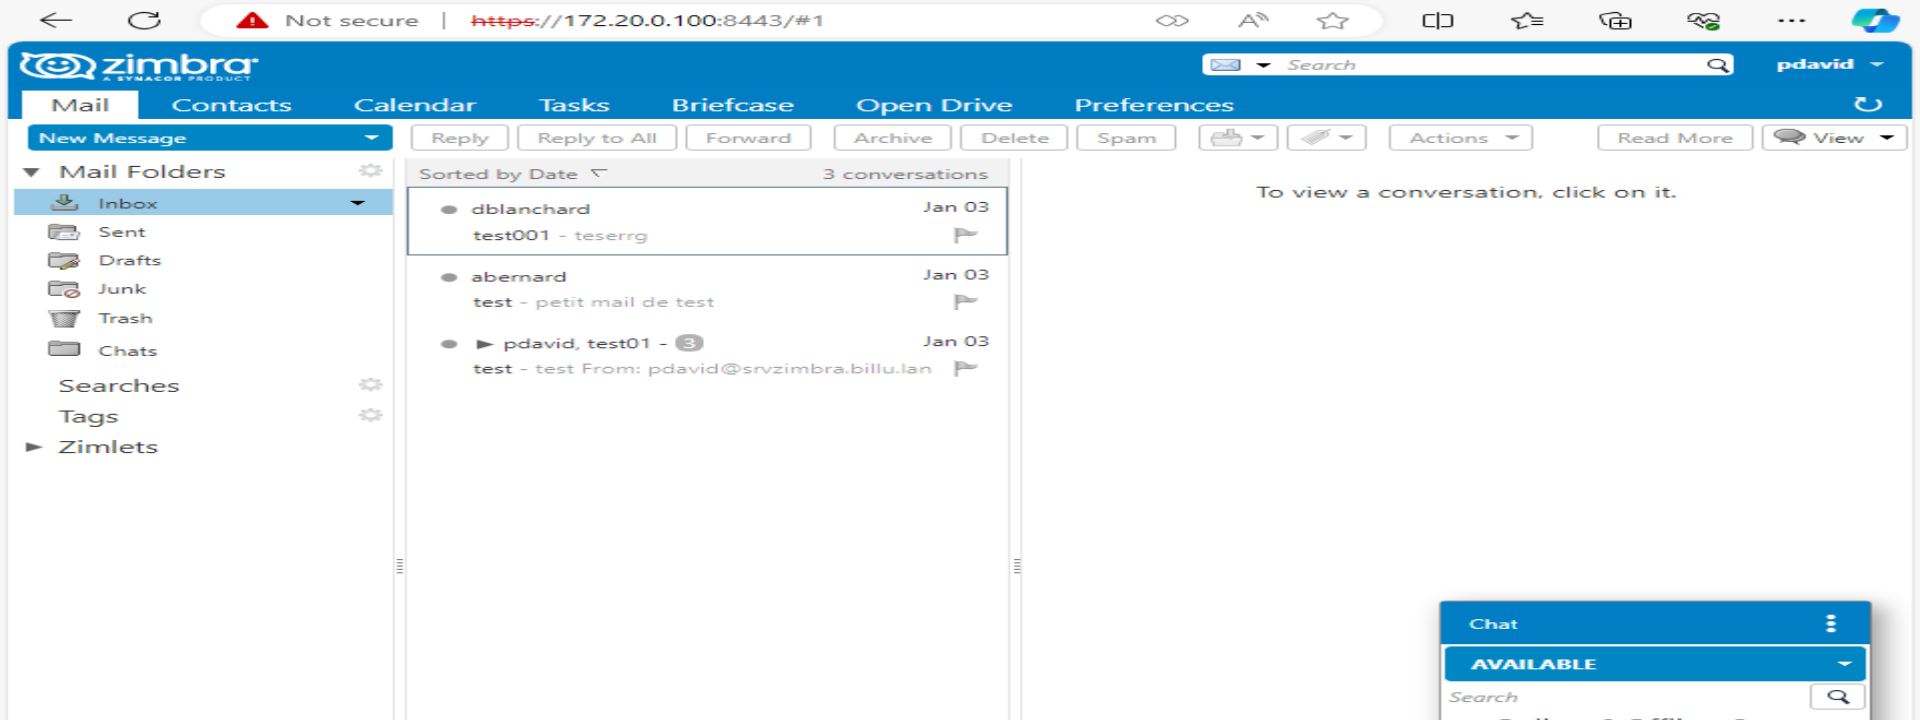 Not secure | https://172.20.0.100:8443/#1
zimbra
A SYNACOR PRODUCT
Search
pdavid
Mail Contacts Calendar Tasks Briefcase Open Drive Preferences
New Message Reply Reply to All Forward Archive Delete Spam Actions Read More View
Mail Folders
Inbox
Sent
Drafts
Junk
Trash
Chats
Searches
Tags
Zimlets
Sorted by Date 3 conversations
dblanchard Jan 03
test001 - teserrg
abernard Jan 03
test - petit mail de test
pdavid, test01 - 3 Jan 03
test - test From: pdavid@srvzimbra.billu.lan
To view a conversation, click on it.
Chat
AVAILABLE
Search